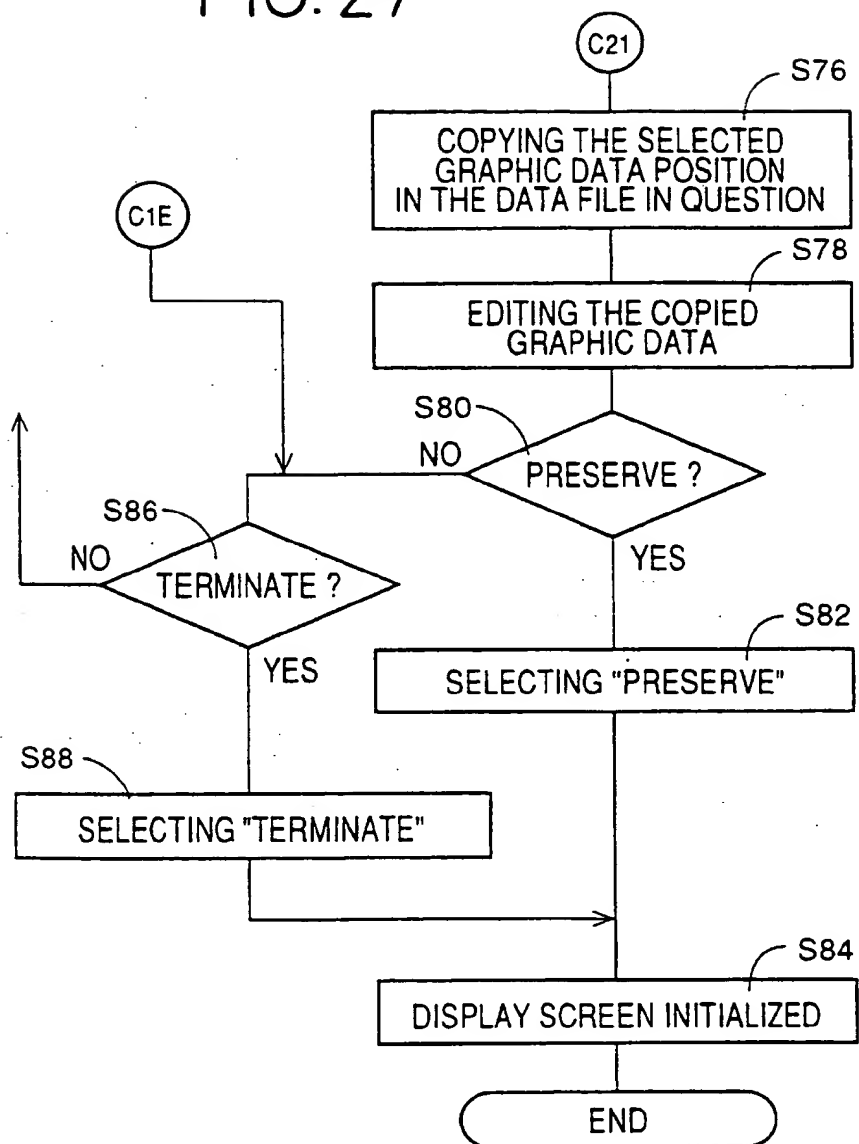 FIG. 27
C21
S76
COPYING THE SELECTED
GRAPHIC DATA POSITION
IN THE DATA FILE IN QUESTION
C1E
S78
EDITING THE COPIED
GRAPHIC DATA
S80
NO
PRESERVE ?
S86
NO
TERMINATE ?
YES
YES
S82
SELECTING "PRESERVE"
S88
SELECTING "TERMINATE"
S84
DISPLAY SCREEN INITIALIZED
END